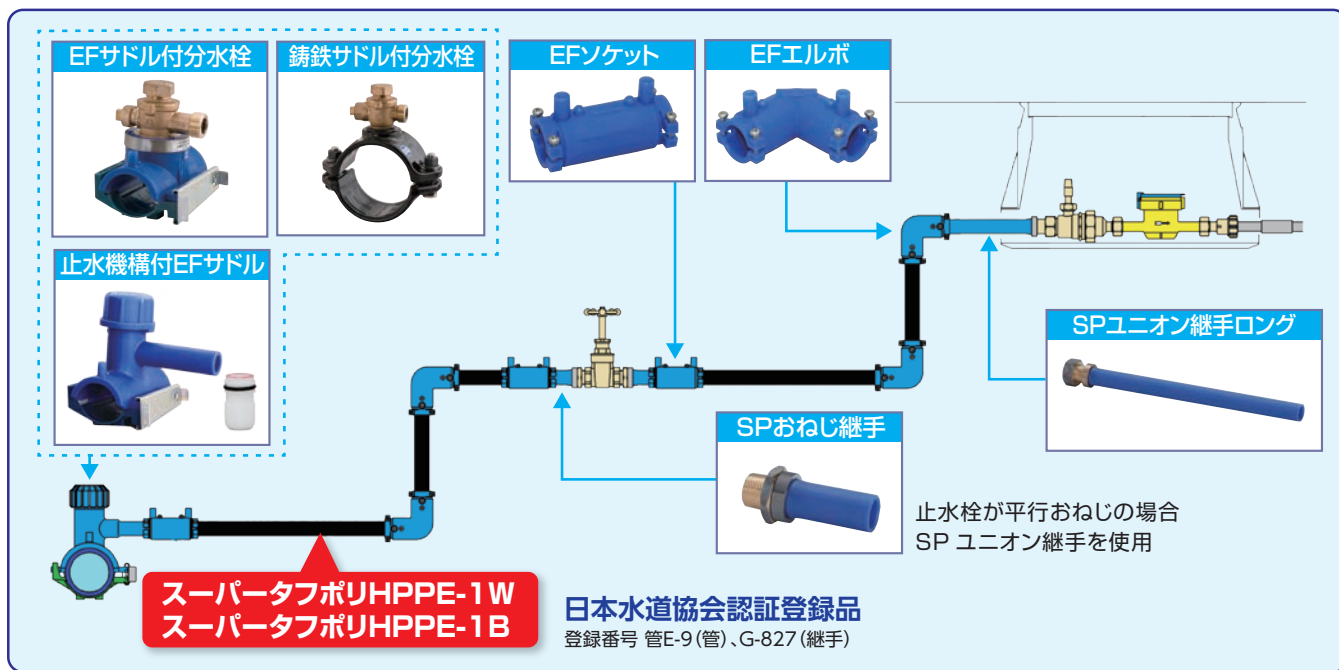 EFサドル付分水栓
鋳鉄サドル付分水栓
EFソケット
EFエルボ
止水機構付EFサドル
SPユニオン継手ロング
SPおねじ継手
止水栓が平行おねじの場合
SP ユニオン継手を使用
スーパータフポリHPPE-1W
スーパータフポリHPPE-1B
日本水道協会認証登録品
登録番号 管E-9(管)、G-827(継手)